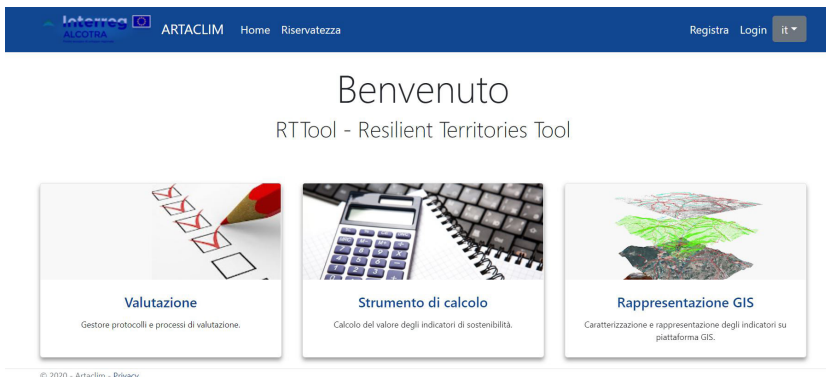 Interreg
ALCOTRA
ARTACLIM Home Riservatezza
Registra Login it
Benvenuto
RTTool - Resilient Territories Tool
Valutazione
Gestore protocolli e processi di valutazione.
Strumento di calcolo
Calcolo del valore degli indicatori di sostenibilità.
Rappresentazione GIS
Caratterizzazione e rappresentazione degli indicatori su
piattaforma GIS.
© 2020 - Artaclim - Privacy